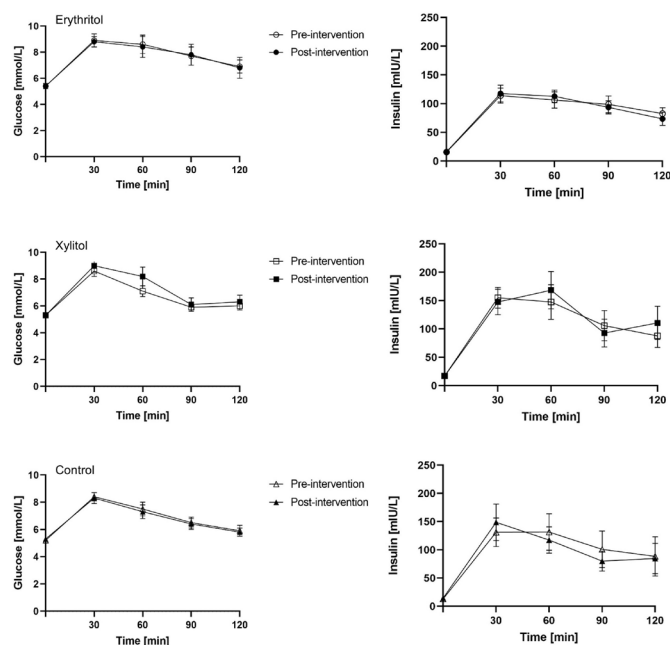 Erythritol
Glucose [mmol/L]
10
8
6
4
2
0
30 60 90 120
Time [min]
Pre-intervention
Post-intervention
Insulin [mIU/L]
250
200
150
100
50
0
30 60 90 120
Time [min]
Xylitol
Glucose [mmol/L]
10
8
6
4
2
0
30 60 90 120
Time [min]
Pre-intervention
Post-intervention
Insulin [mIU/L]
250
200
150
100
50
0
30 60 90 120
Time [min]
Control
Glucose [mmol/L]
10
8
6
4
2
0
30 60 90 120
Time [min]
Pre-intervention
Post-intervention
Insulin [mIU/L]
250
200
150
100
50
0
30 60 90 120
Time [min]